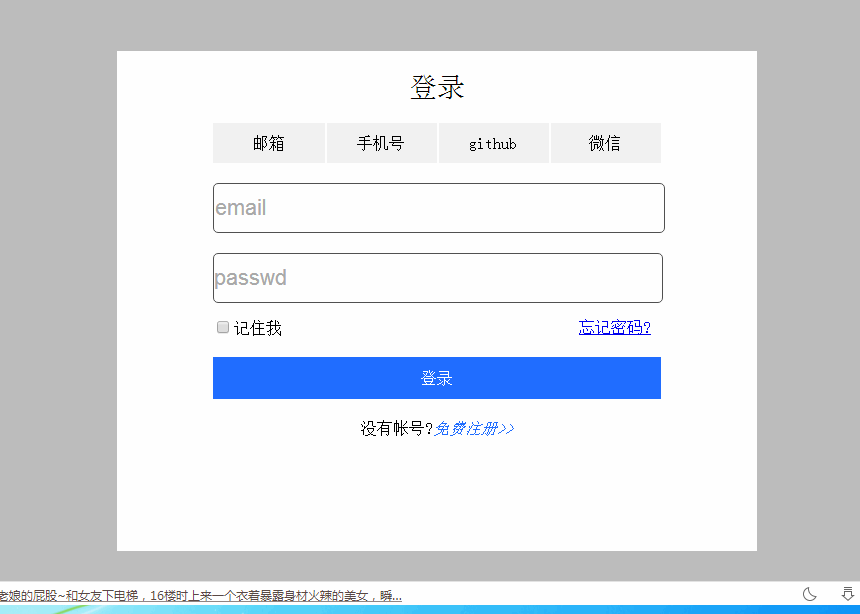 登录
邮箱 手机号 github 微信
email
passwd
记住我 忘记密码?
登录
没有帐号?免费注册>>
老娘的屁股~和女友下电梯，16楼时上来一个衣着暴露身材火辣的美女，瞬...